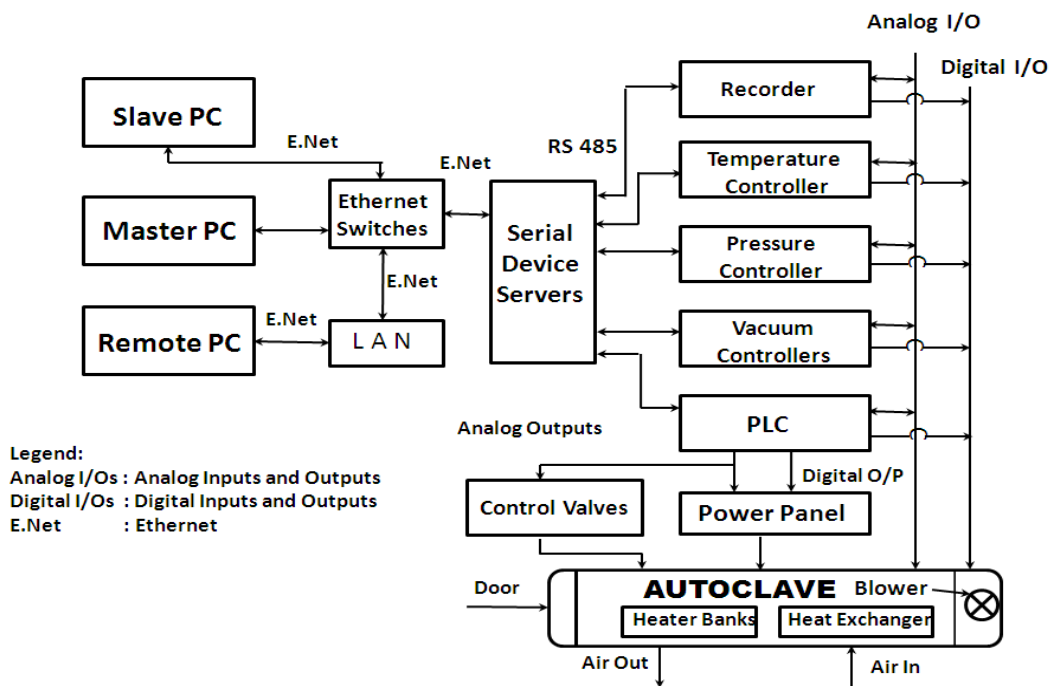 Analog I/O
Digital I/O
Recorder
Slave PC
E.Net
E.Net
RS 485
Temperature
Controller
Ethernet
Switches
Master PC
Serial
Device
Servers
Pressure
Controller
E.Net
E.Net
Remote PC
LAN
Vacuum
Controllers
PLC
Analog Outputs
Legend:
Analog I/Os : Analog Inputs and Outputs
Digital I/Os : Digital Inputs and Outputs
E.Net : Ethernet
Digital O/P
Control Valves
Power Panel
Door
AUTOCLAVE
Blower
Heater Banks
Heat Exchanger
Air Out
Air In